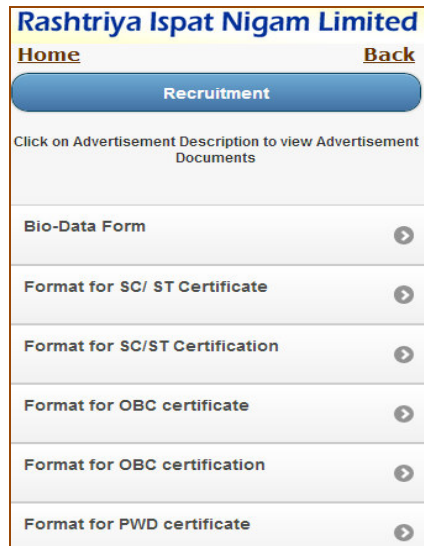 Rashtriya Ispat Nigam Limited
Home Back
Recruitment
Click on Advertisement Description to view Advertisement
Documents
Bio-Data Form
Format for SC/ ST Certificate
Format for SC/ST Certification
Format for OBC certificate
Format for OBC certification
Format for PWD certificate